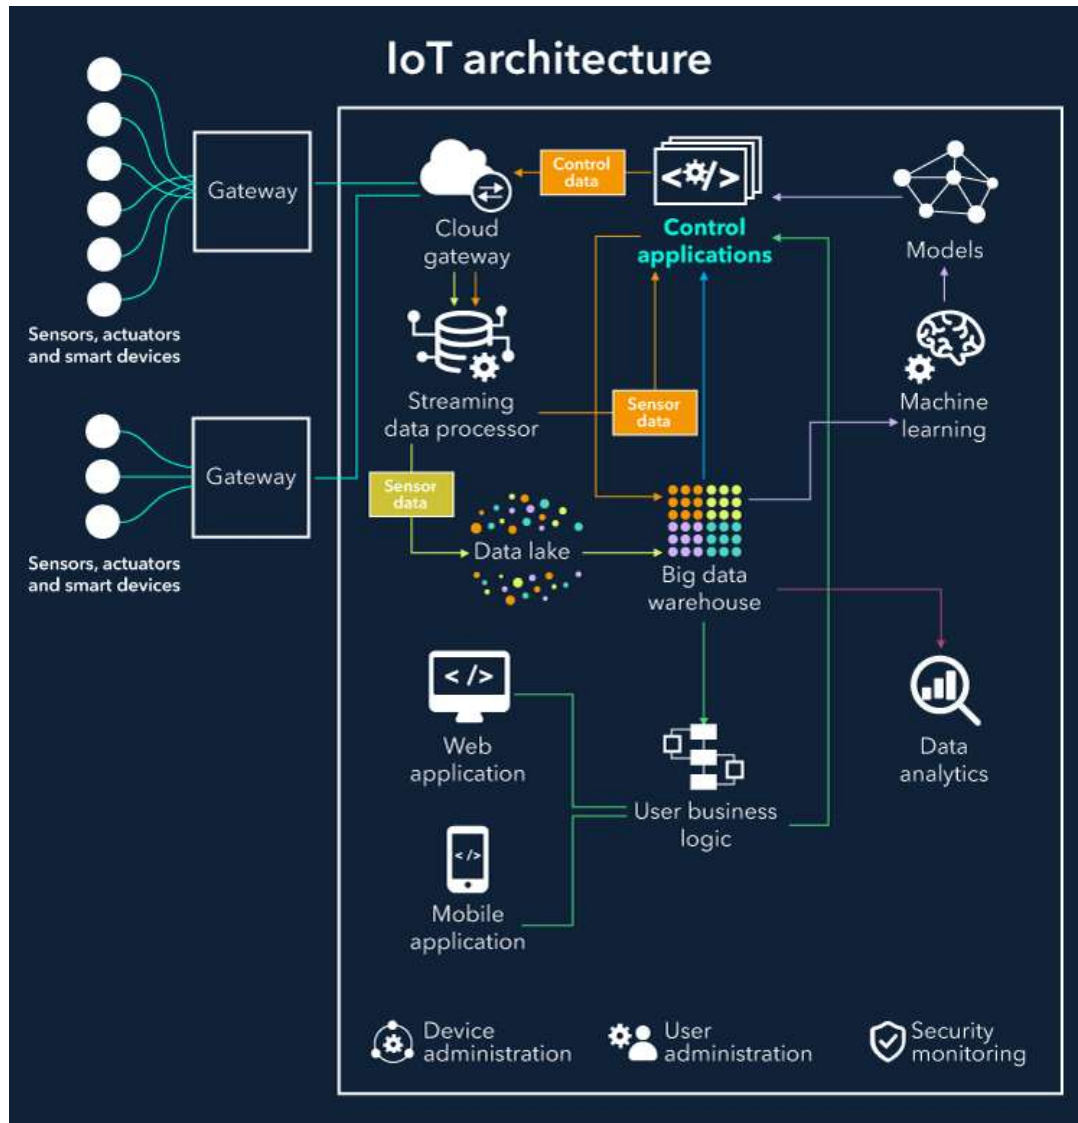 IoT architecture
Gateway
Sensors, actuators
and smart devices
Gateway
Sensors, actuators
and smart devices
Cloud
gateway
Control
data
<⚙/>
Control
applications
Models
Streaming
data processor
Sensor
data
Machine
learning
Sensor
data
Data lake
Big data
warehouse
</>
Web
application
User business
logic
Data
analytics
</>
Mobile
application
Device
administration
User
administration
Security
monitoring